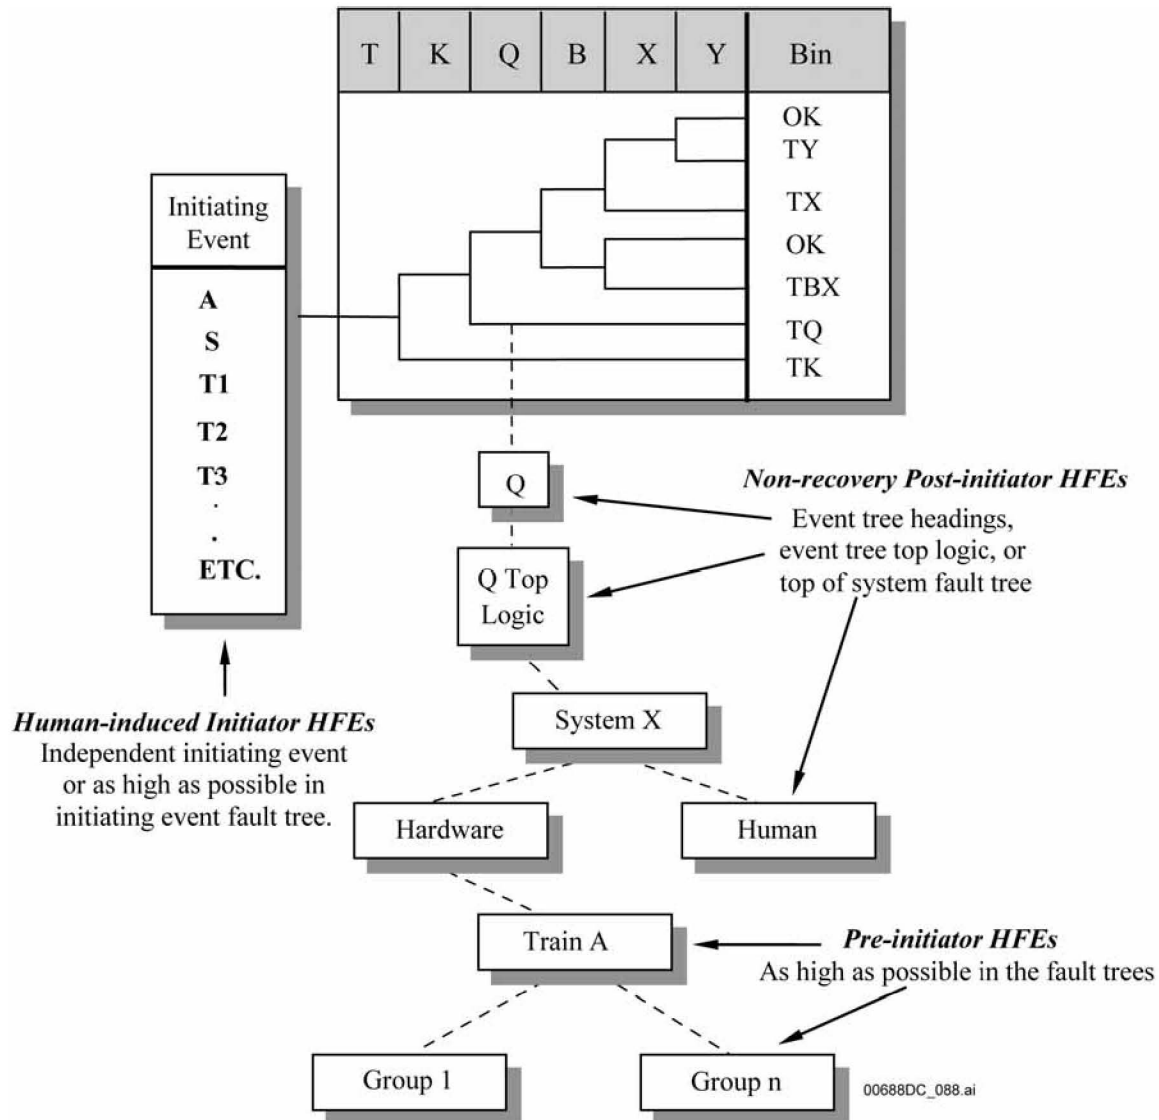 T K Q B X Y Bin
OK
TY
TX
OK
TBX
TQ
TK
Initiating
Event
A
S
T1
T2
T3
.
.
ETC.
Q
Q Top
Logic
Non-recovery Post-initiator HFEs
Event tree headings,
event tree top logic, or
top of system fault tree
Human-induced Initiator HFEs
Independent initiating event
or as high as possible in
initiating event fault tree.
System X
Hardware
Human
Train A
Pre-initiator HFEs
As high as possible in the fault trees
Group 1
Group n
00688DC_088.ai